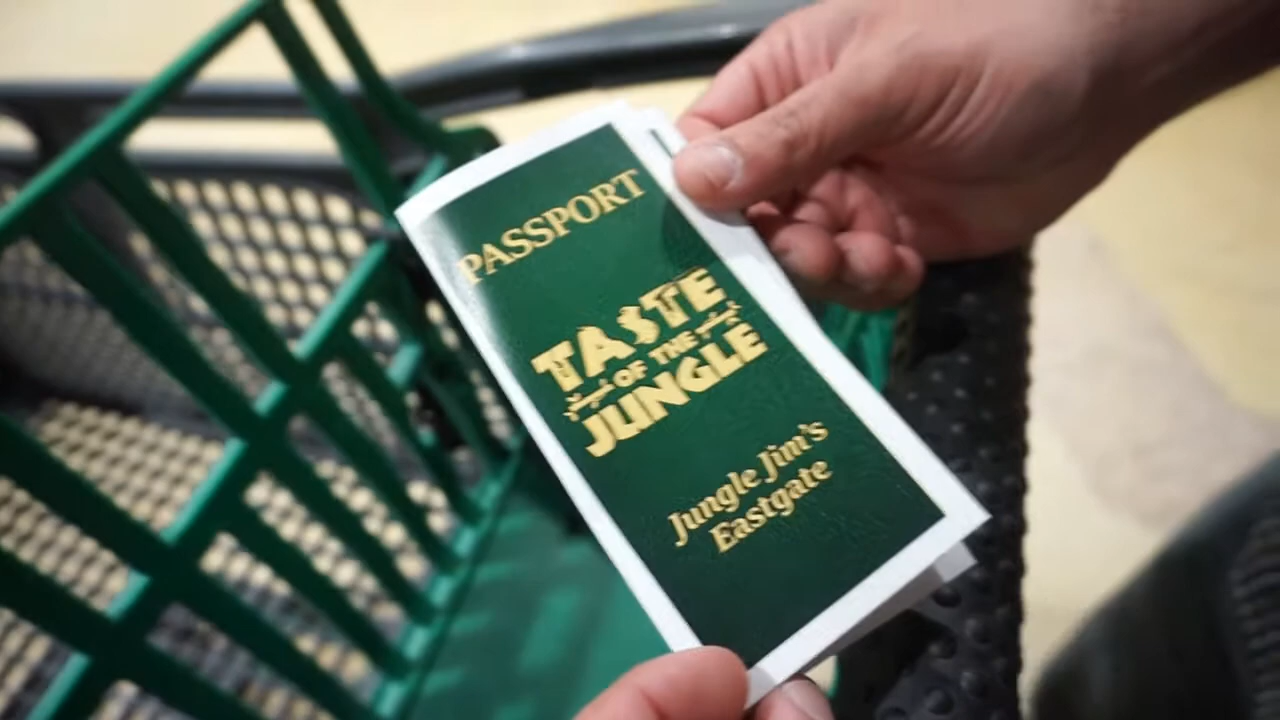 PASSPORT
TASTE
OF THE
JUNGLE
Jungle Jim's
Eastgate